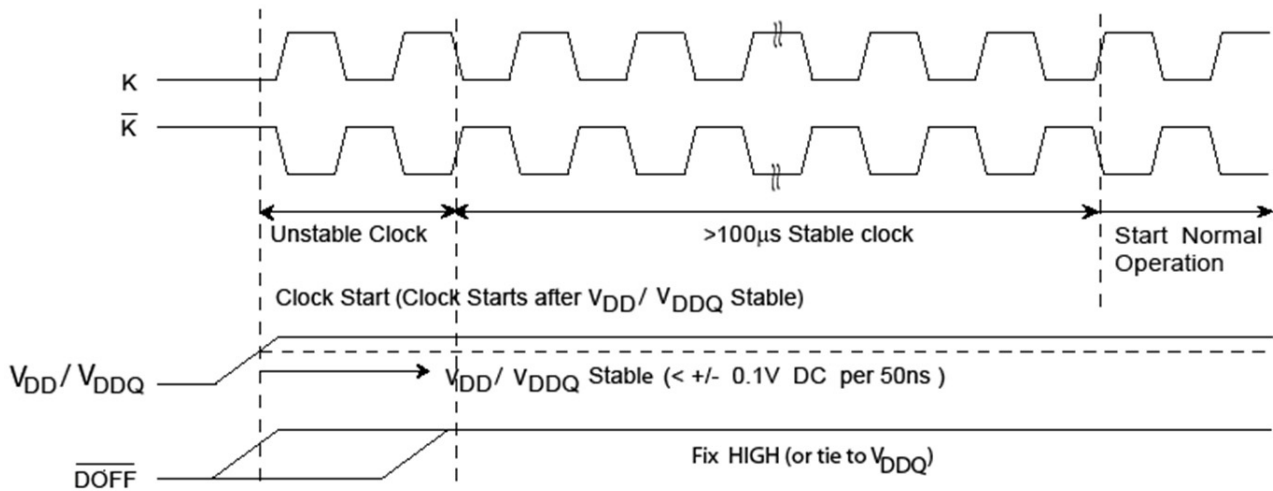 K
K̅
Unstable Clock
>100μs Stable clock
Start Normal
Operation
Clock Start (Clock Starts after VDD/ VDDQ Stable)
VDD/ VDDQ
VDD/ VDDQ Stable (< +/- 0.1V DC per 50ns )
D̅O̅F̅F̅
Fix HIGH (or tie to VDDQ)